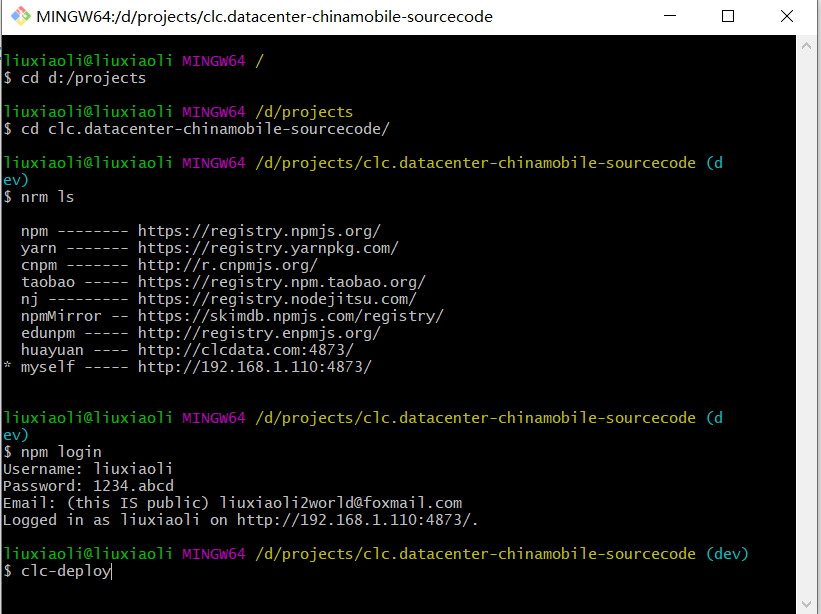 MINGW64:/d/projects/clc.datacenter-chinamobile-sourcecode
liuxiaoli@liuxiaoli MINGW64 /
$ cd d:/projects
liuxiaoli@liuxiaoli MINGW64 /d/projects
$ cd clc.datacenter-chinamobile-sourcecode/
liuxiaoli@liuxiaoli MINGW64 /d/projects/clc.datacenter-chinamobile-sourcecode (d
ev)
$ nrm ls
npm -------- https://registry.npmjs.org/
yarn ------- https://registry.yarnpkg.com/
cnpm ------- http://r.cnpmjs.org/
taobao ----- https://registry.npm.taobao.org/
nj --------- https://registry.nodejitsu.com/
npmMirror -- https://skimdb.npmjs.com/registry/
edunpm ----- http://registry.enpmjs.org/
huayuan ---- http://clcdata.com:4873/
* myself ----- http://192.168.1.110:4873/
liuxiaoli@liuxiaoli MINGW64 /d/projects/clc.datacenter-chinamobile-sourcecode (d
ev)
$ npm login
Username: liuxiaoli
Password: 1234.abcd
Email: (this IS public) liuxiaoli2world@foxmail.com
Logged in as liuxiaoli on http://192.168.1.110:4873/.
liuxiaoli@liuxiaoli MINGW64 /d/projects/clc.datacenter-chinamobile-sourcecode (dev)
$ clc-deploy